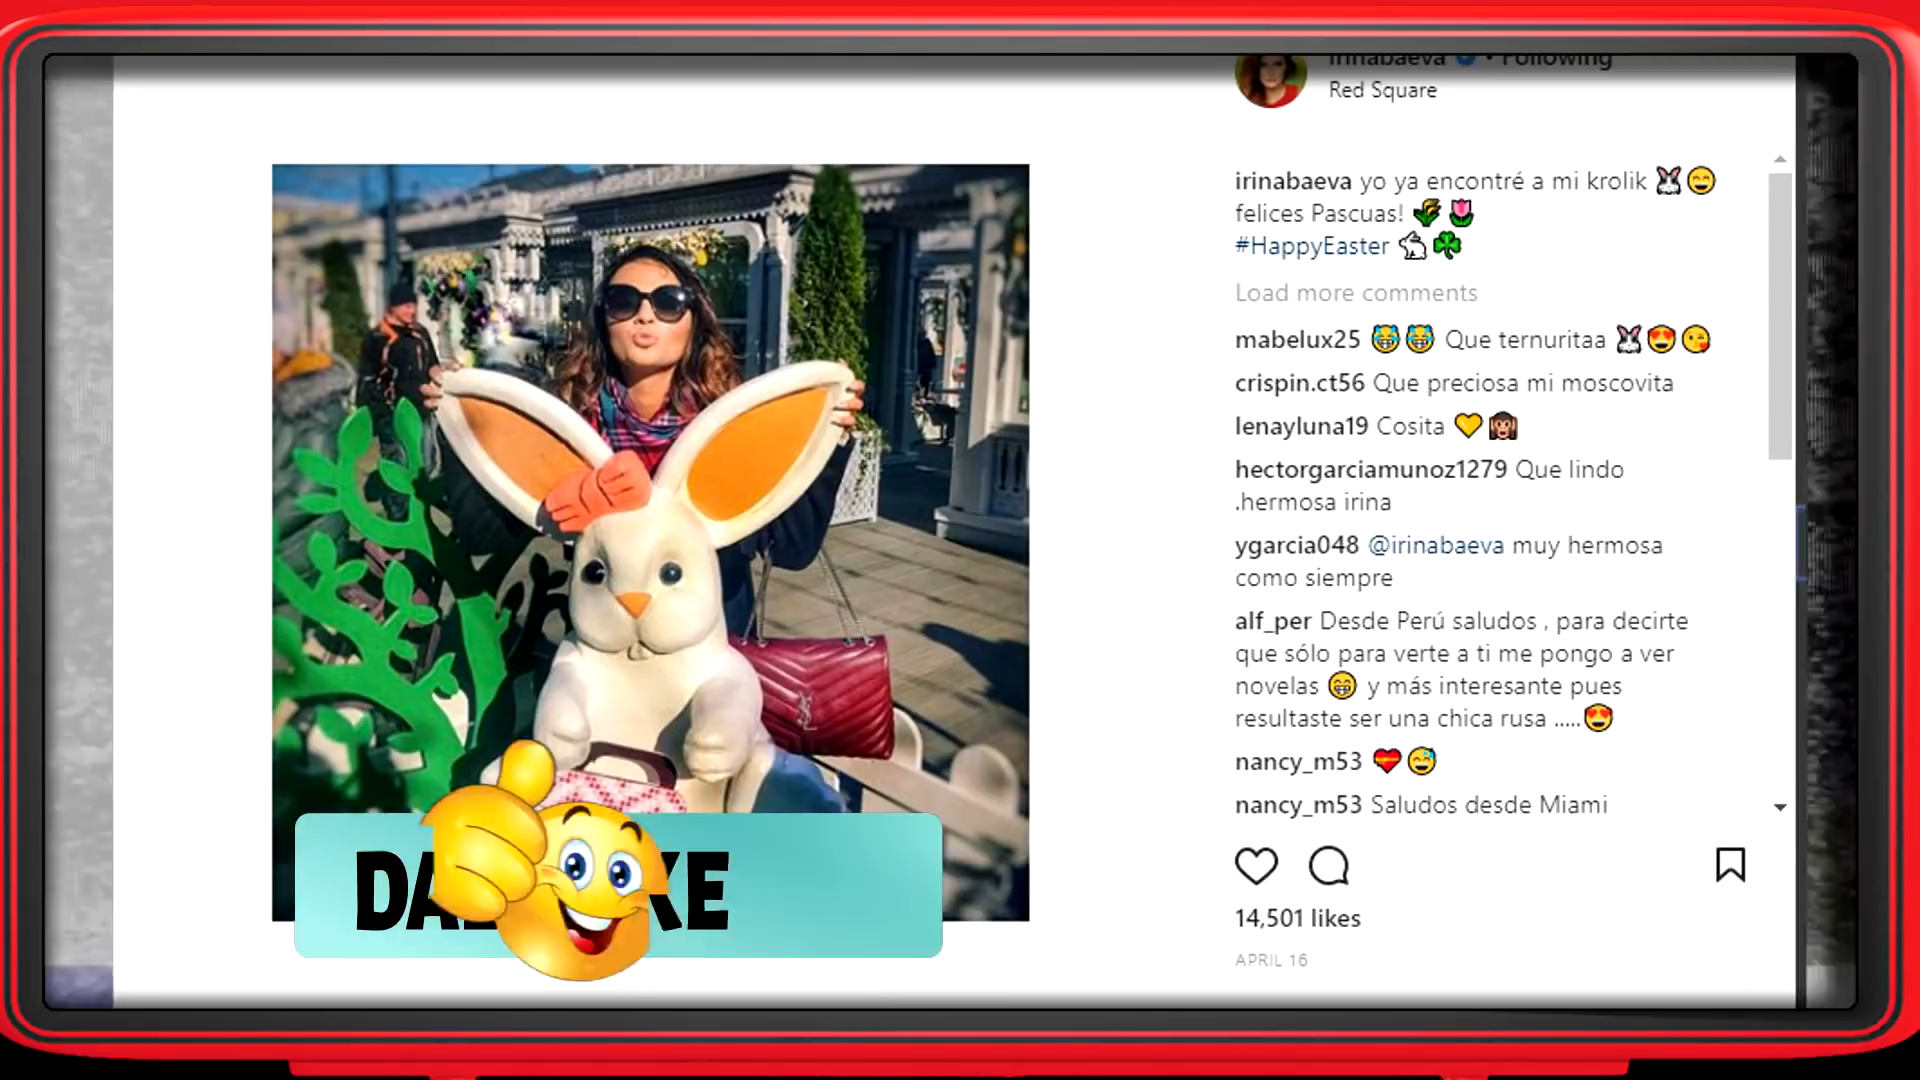 irinabaeva • Following
Red Square
irinabaeva yo ya encontré a mi krolik
felices Pascuas!
#HappyEaster
Load more comments
mabelux25 Que ternuritaa
crispin.ct56 Que preciosa mi moscovita
lenayluna19 Cosita
hectorgarciamunoz1279 Que lindo
.hermosa irina
ygarcia048 @irinabaeva muy hermosa
como siempre
alf_per Desde Perú saludos , para decirte
que sólo para verte a ti me pongo a ver
novelas y más interesante pues
resultaste ser una chica rusa .....
nancy_m53
nancy_m53 Saludos desde Miami
14,501 likes
APRIL 16